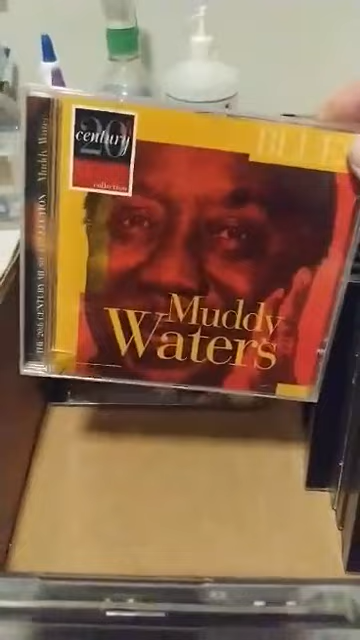 BLUES
20
century
collection
Muddy
Waters
THE 20th CENTURY MUSIC COLLECTION Muddy Waters